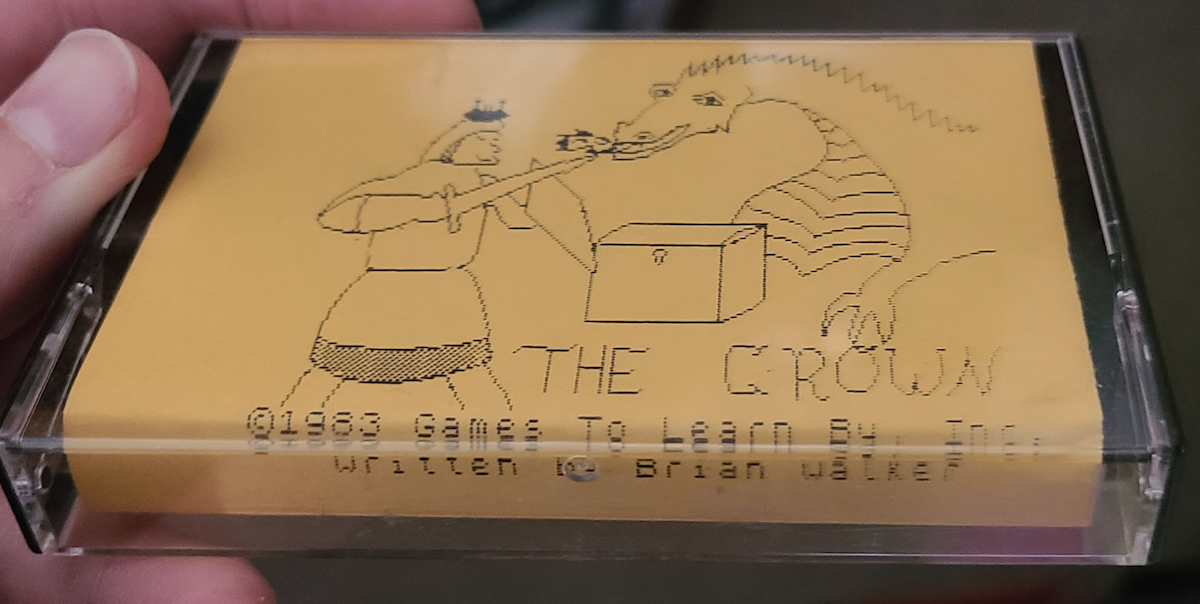 THE CROWN
©1983 Games To Learn By, Inc.
Written by Brian Walker